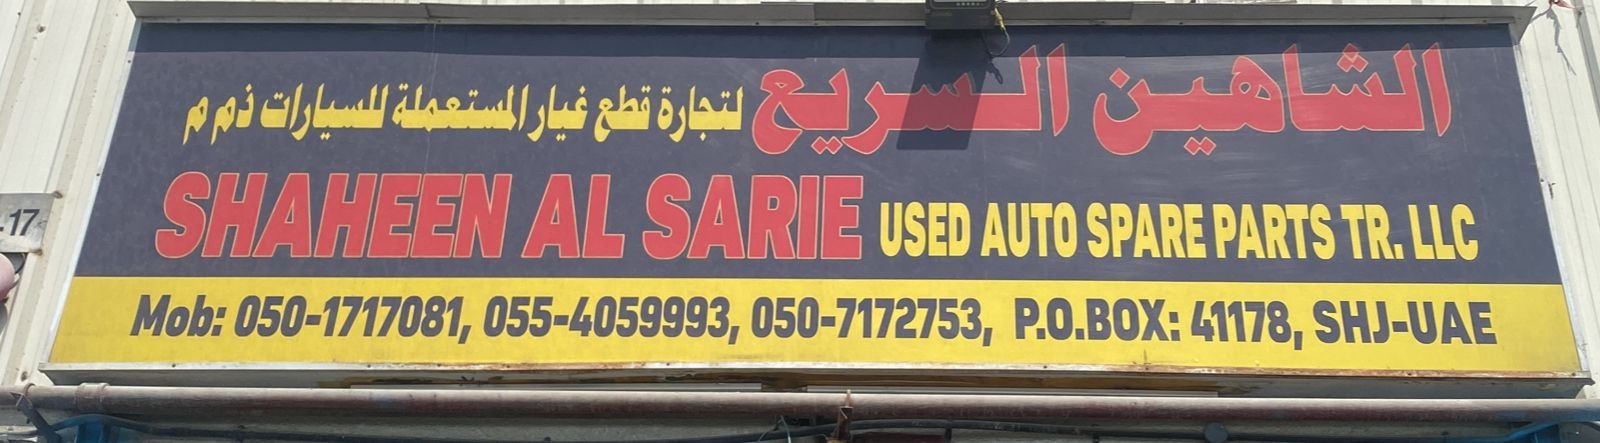 الشاهين السريع لتجارة قطع غيار المستعملة للسيارات ذ م م
SHAHEEN AL SARIE USED AUTO SPARE PARTS TR. LLC
Mob: 050-1717081, 055-4059993, 050-7172753, P.O.BOX: 41178, SHJ-UAE
-17